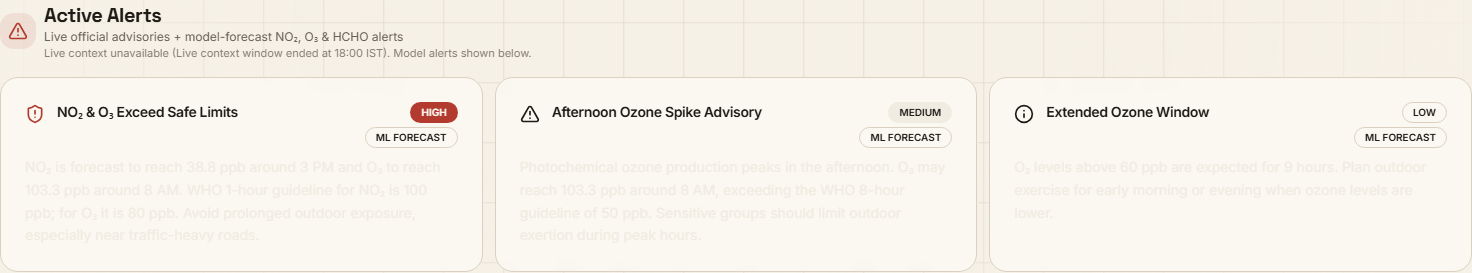 Active Alerts
Live official advisories + model-forecast NO₂, O₃ & HCHO alerts
Live context unavailable (Live context window ended at 18:00 IST). Model alerts shown below.
NO₂ & O₃ Exceed Safe Limits
HIGH
ML FORECAST
NO₂ is forecast to reach 38.8 ppb around 3 PM and O₃ to reach
103.3 ppb around 8 AM. WHO 1-hour guideline for NO₂ is 100
ppb; for O₃ it is 80 ppb. Avoid prolonged outdoor exposure,
especially near traffic-heavy roads.
Afternoon Ozone Spike Advisory
MEDIUM
ML FORECAST
Photochemical ozone production peaks in the afternoon. O₃ may
reach 103.3 ppb around 8 AM, exceeding the WHO 8-hour
guideline of 50 ppb. Sensitive groups should limit outdoor
exertion during peak hours.
Extended Ozone Window
LOW
ML FORECAST
O₃ levels above 60 ppb are expected for 9 hours. Plan outdoor
exercise for early morning or evening when ozone levels are
lower.